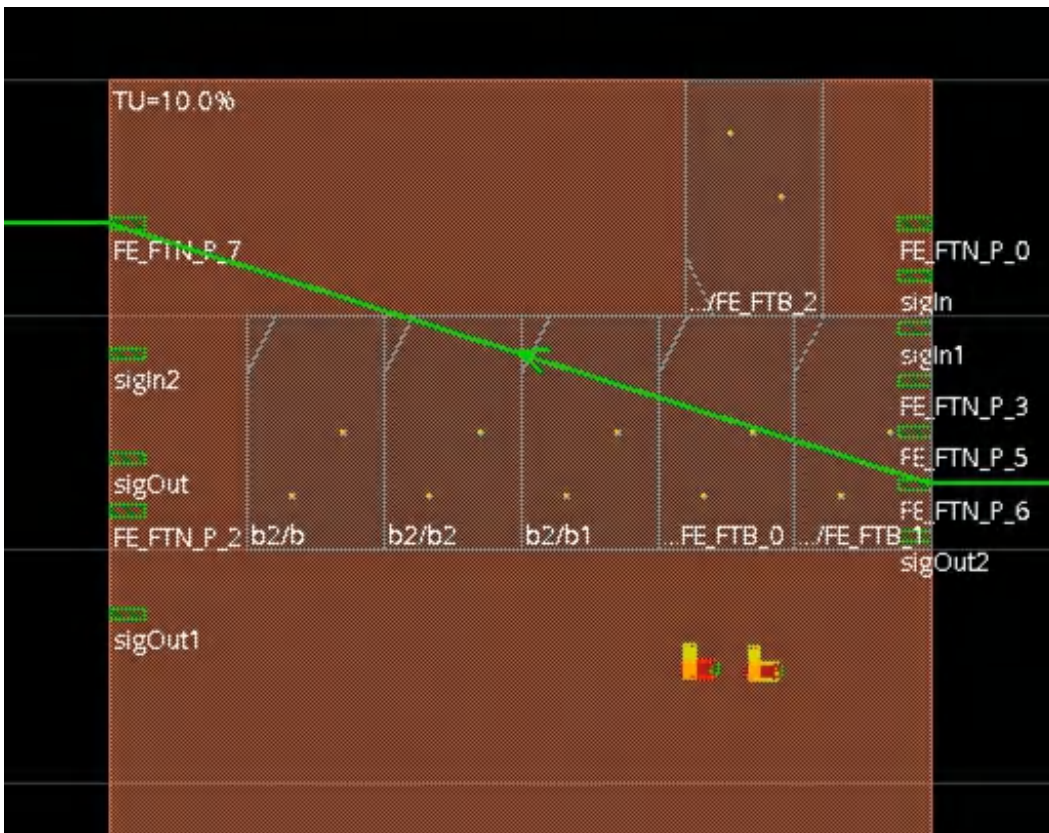 TU=10.0%
FE_FTN_P_7
FE_FTN_P_0
.../FE_FTB_2
sigIn
sigIn1
sigIn2
FE_FTN_P_3
FE_FTN_P_5
sigOut
FE_FTN_P_6
FE_FTN_P_2
b2/b
b2/b2
b2/b1
...FE_FTB_0
.../FE_FTB_1
sigOut2
sigOut1